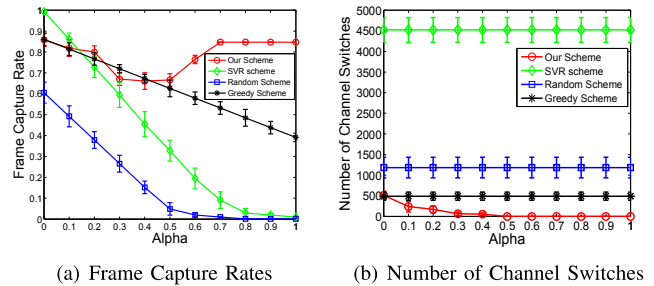 1
0.9
0.8
0.7
0.6
0.5
0.4
0.3
0.2
0.1
0
Frame Capture Rate
Our Scheme
SVR scheme
Random Scheme
Greedy Scheme
0 0.1 0.2 0.3 0.4 0.5 0.6 0.7 0.8 0.9 1
Alpha
(a) Frame Capture Rates
5000
4500
4000
3500
3000
2500
2000
1500
1000
500
0
Number of Channel Switches
Our Scheme
SVR scheme
Random Scheme
Greedy Scheme
0 0.1 0.2 0.3 0.4 0.5 0.6 0.7 0.8 0.9 1
Alpha
(b) Number of Channel Switches